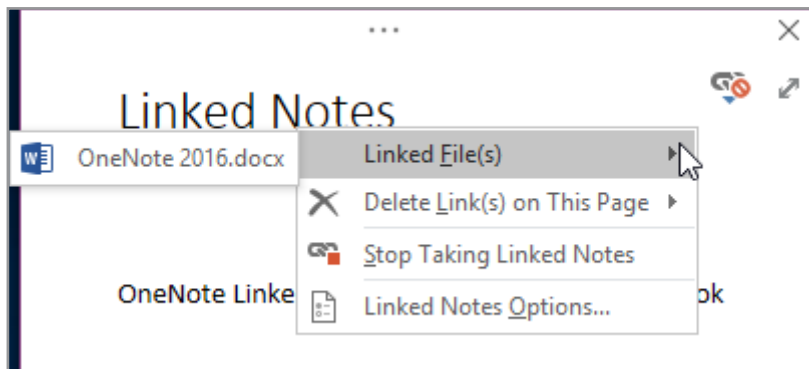 Linked Notes
OneNote 2016.docx
Linked File(s)
Delete Link(s) on This Page
Stop Taking Linked Notes
OneNote Linke
Linked Notes Options...